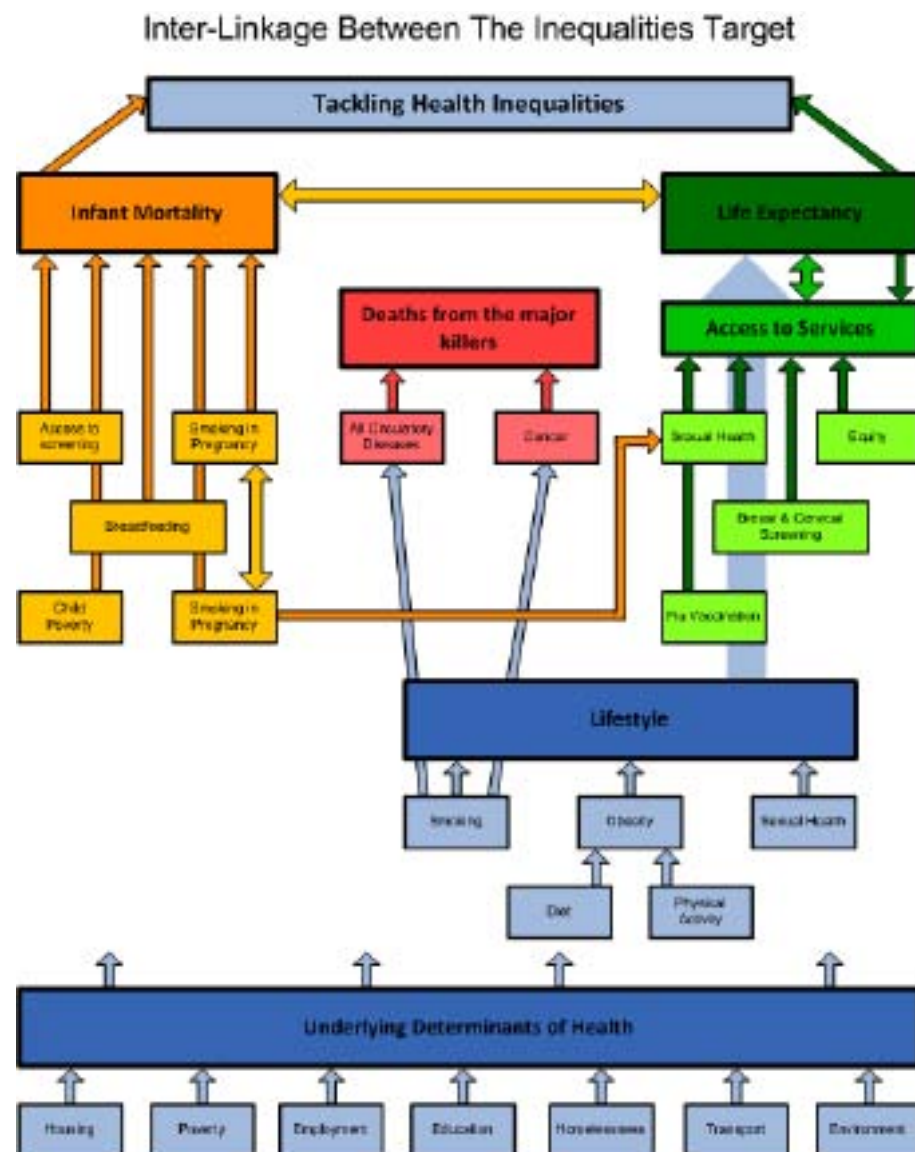 Inter-Linkage Between The Inequalities Target
Tackling Health Inequalities
Infant Mortality
Life Expectancy
Deaths from the major
killers
Access to Services
Access to
screening
Smoking in
Pregnancy
All Circulatory
Diseases
Cancer
Sexual Health
Equity
Breastfeeding
Breast & Cervical
Screening
Child
Poverty
Smoking in
Pregnancy
Flu Vaccination
Lifestyle
Smoking
Obesity
Sexual Health
Diet
Physical
Activity
Underlying Determinants of Health
Housing
Poverty
Employment
Education
Homelessness
Transport
Environment